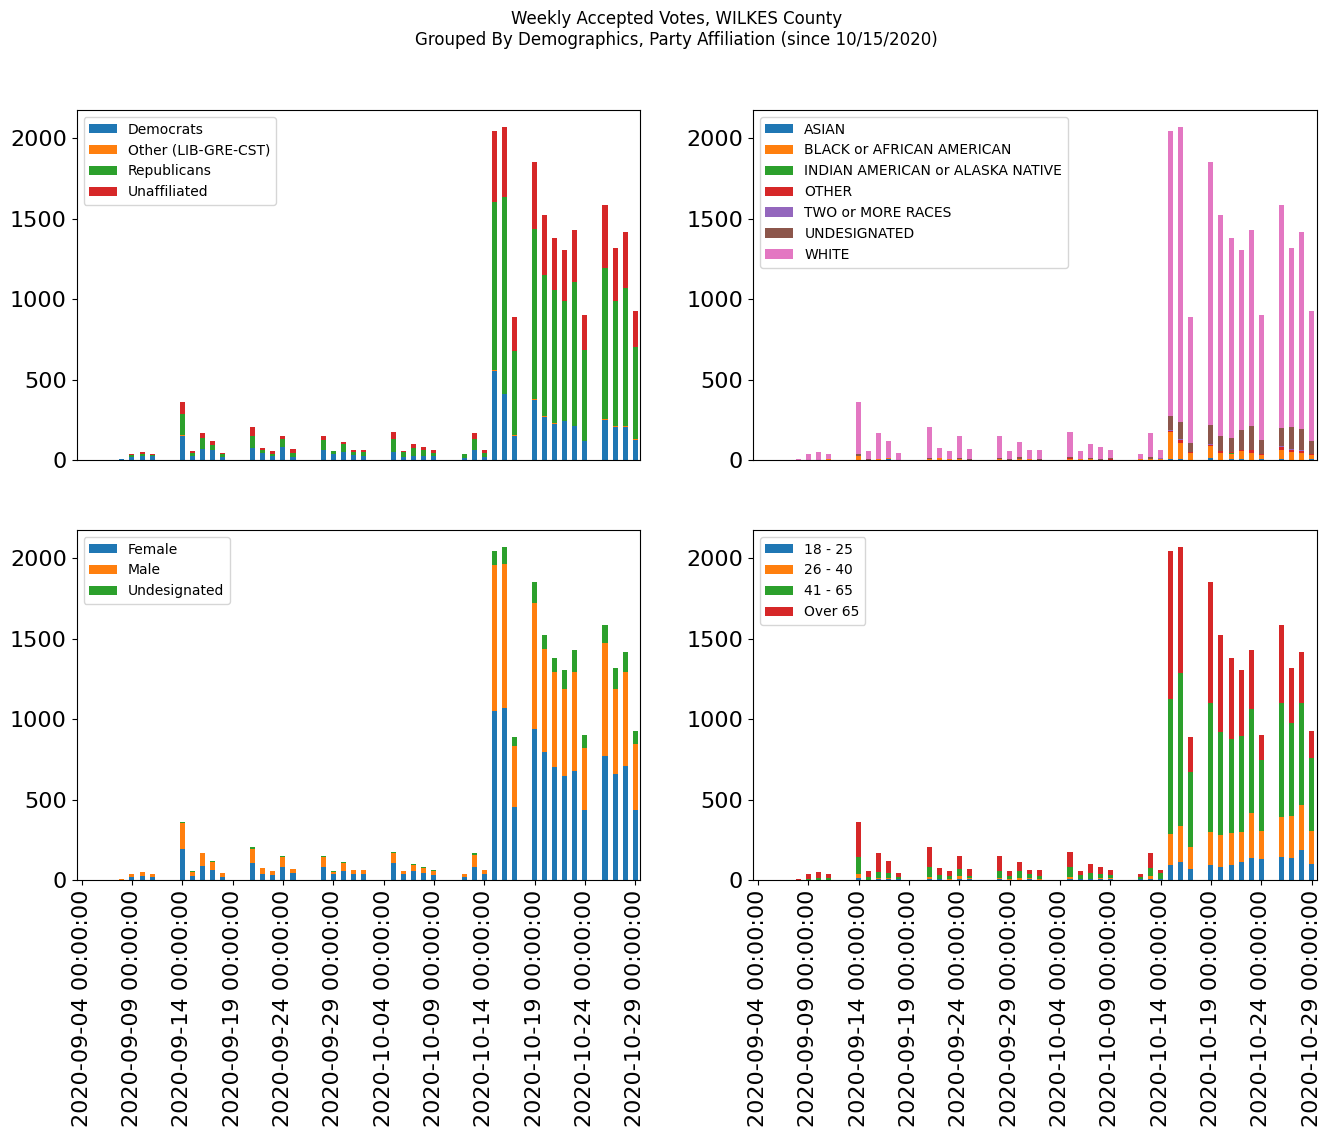 Weekly Accepted Votes, WILKES County
Grouped By Demographics, Party Affiliation (since 10/15/2020)
2000
1500
1000
500
0
Democrats
Other (LIB-GRE-CST)
Republicans
Unaffiliated
2000
1500
1000
500
0
ASIAN
BLACK or AFRICAN AMERICAN
INDIAN AMERICAN or ALASKA NATIVE
OTHER
TWO or MORE RACES
UNDESIGNATED
WHITE
2000
1500
1000
500
0
Female
Male
Undesignated
2020-09-04 00:00:00
2020-09-09 00:00:00
2020-09-14 00:00:00
2020-09-19 00:00:00
2020-09-24 00:00:00
2020-09-29 00:00:00
2020-10-04 00:00:00
2020-10-09 00:00:00
2020-10-14 00:00:00
2020-10-19 00:00:00
2020-10-24 00:00:00
2020-10-29 00:00:00
2000
1500
1000
500
0
18 - 25
26 - 40
41 - 65
Over 65
2020-09-04 00:00:00
2020-09-09 00:00:00
2020-09-14 00:00:00
2020-09-19 00:00:00
2020-09-24 00:00:00
2020-09-29 00:00:00
2020-10-04 00:00:00
2020-10-09 00:00:00
2020-10-14 00:00:00
2020-10-19 00:00:00
2020-10-24 00:00:00
2020-10-29 00:00:00